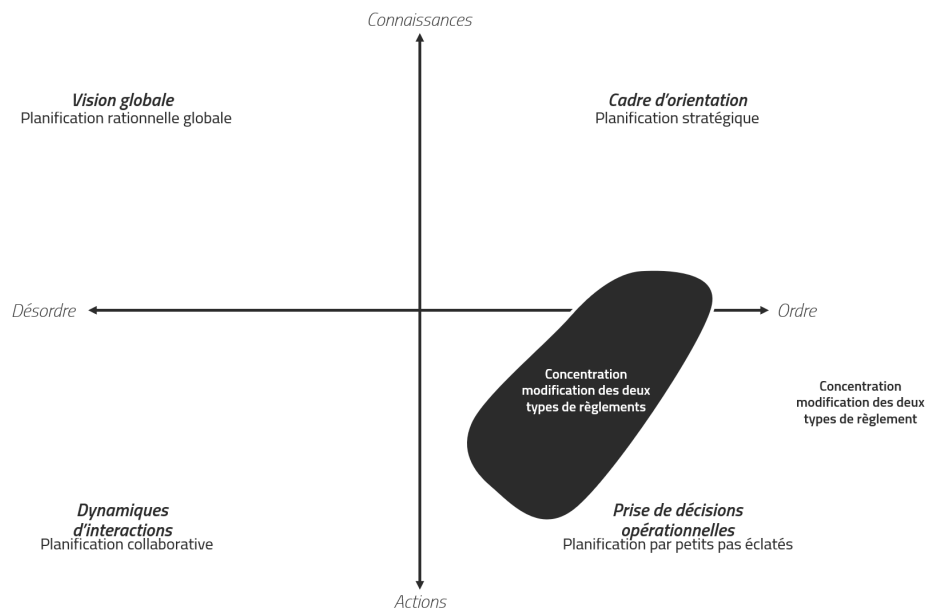 Connaissances
Vision globale
Planification rationnelle globale
Cadre d'orientation
Planification stratégique
Désordre
Ordre
Concentration
modification des deux
types de règlements
Concentration
modification des deux
types de règlement
Dynamiques
d'interactions
Planification collaborative
Prise de décisions
opérationnelles
Planification par petits pas éclatés
Actions